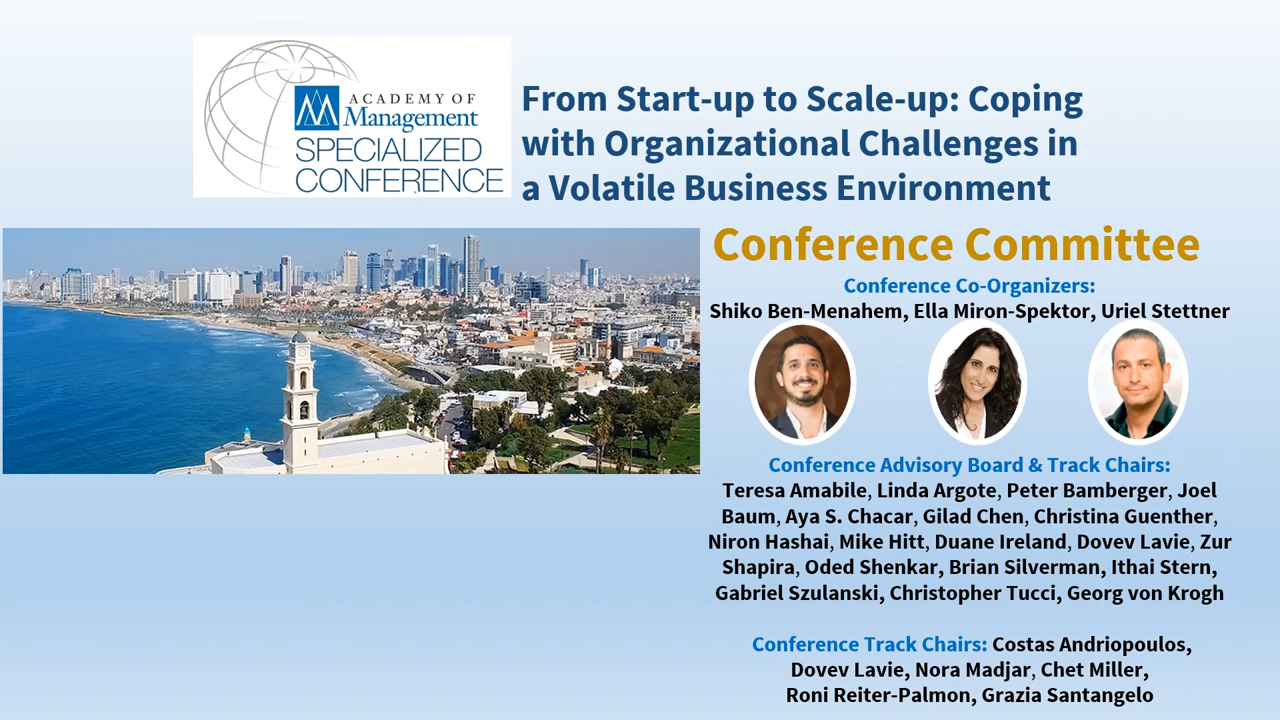 ACADEMY OF
Management
SPECIALIZED
CONFERENCE
From Start-up to Scale-up: Coping
with Organizational Challenges in
a Volatile Business Environment
Conference Committee
Conference Co-Organizers:
Shiko Ben-Menahem, Ella Miron-Spektor, Uriel Stettner
Conference Advisory Board & Track Chairs:
Teresa Amabile, Linda Argote, Peter Bamberger, Joel
Baum, Aya S. Chacar, Gilad Chen, Christina Guenther,
Niron Hashai, Mike Hitt, Duane Ireland, Dovev Lavie, Zur
Shapira, Oded Shenkar, Brian Silverman, Ithai Stern,
Gabriel Szulanski, Christopher Tucci, Georg von Krogh
Conference Track Chairs: Costas Andriopoulos,
Dovev Lavie, Nora Madjar, Chet Miller,
Roni Reiter-Palmon, Grazia Santangelo